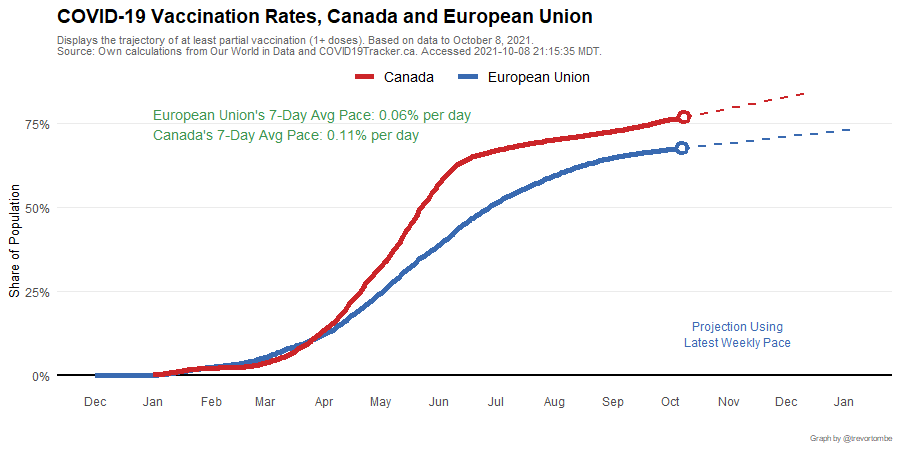 COVID-19 Vaccination Rates, Canada and European Union
Displays the trajectory of at least partial vaccination (1+ doses). Based on data to October 8, 2021.
Source: Own calculations from Our World in Data and COVID19Tracker.ca. Accessed 2021-10-08 21:15:35 MDT.
Canada European Union
European Union's 7-Day Avg Pace: 0.06% per day
Canada's 7-Day Avg Pace: 0.11% per day
75%
50%
25%
0%
Share of Population
Projection Using
Latest Weekly Pace
Dec Jan Feb Mar Apr May Jun Jul Aug Sep Oct Nov Dec Jan
Graph by @trevortombe